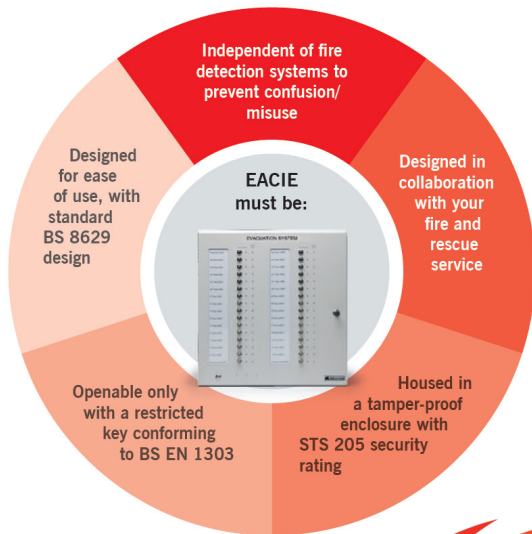 Independent of fire
detection systems to
prevent confusion/
misuse
Designed in
collaboration
with your
fire and
rescue
service
Housed in
a tamper-proof
enclosure with
STS 205 security
rating
Openable only
with a restricted
key conforming
to BS EN 1303
Designed
for ease
of use, with
standard
BS 8629
design
EACIE
must be:
EVACUATION SYSTEM